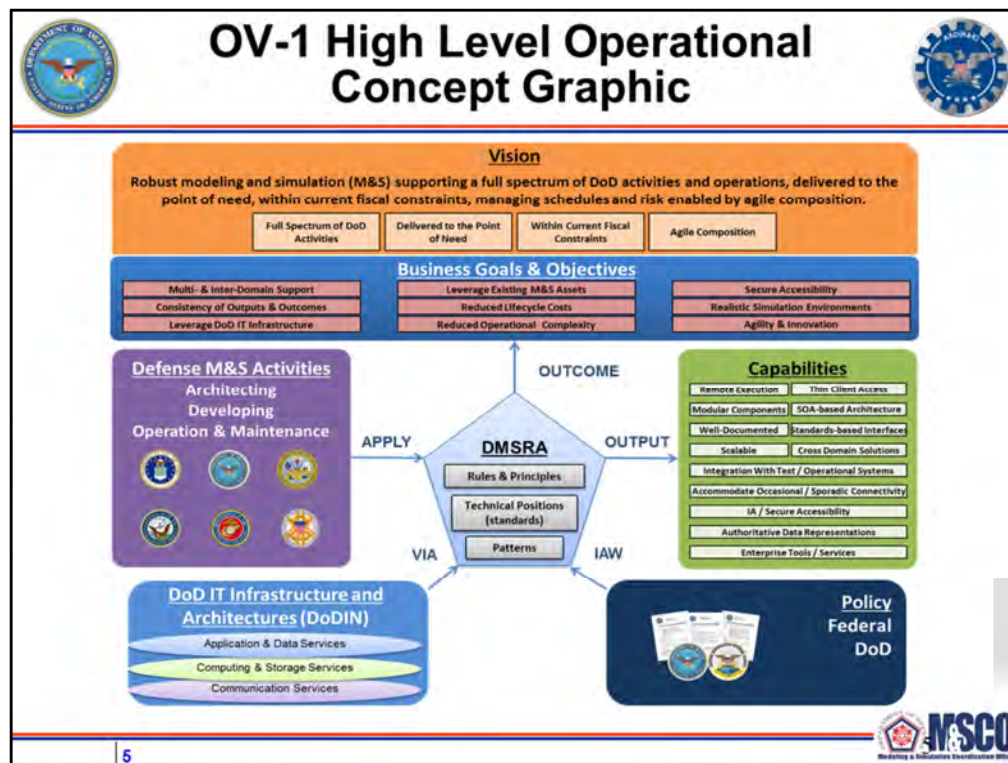 OV-1 High Level Operational
Concept Graphic
Vision
Robust modeling and simulation (M&S) supporting a full spectrum of DoD activities and operations, delivered to the
point of need, within current fiscal constraints, managing schedules and risk enabled by agile composition.
Full Spectrum of DoD
Activities
Delivered to the Point
of Need
Within Current Fiscal
Constraints
Agile Composition
Business Goals & Objectives
Multi- & Inter-Domain Support
Consistency of Outputs & Outcomes
Leverage DoD IT Infrastructure
Leverage Existing M&S Assets
Reduced Lifecycle Costs
Reduced Operational Complexity
Secure Accessibility
Realistic Simulation Environments
Agility & Innovation
Defense M&S Activities
Architecting
Developing
Operation & Maintenance
OUTCOME
APPLY
OUTPUT
VIA
IAW
DMSRA
Rules & Principles
Technical Positions
(standards)
Patterns
Capabilities
Remote Execution
Thin Client Access
Modular Components
SOA-based Architecture
Well-Documented
Standards-based Interfaces
Scalable
Cross Domain Solutions
Integration With Test / Operational Systems
Accommodate Occasional / Sporadic Connectivity
IA / Secure Accessibility
Authoritative Data Representations
Enterprise Tools / Services
DoD IT Infrastructure and
Architectures (DoDIN)
Application & Data Services
Computing & Storage Services
Communication Services
Policy
Federal
DoD
5
5
M&SCO
Modeling & Simulation Coordination